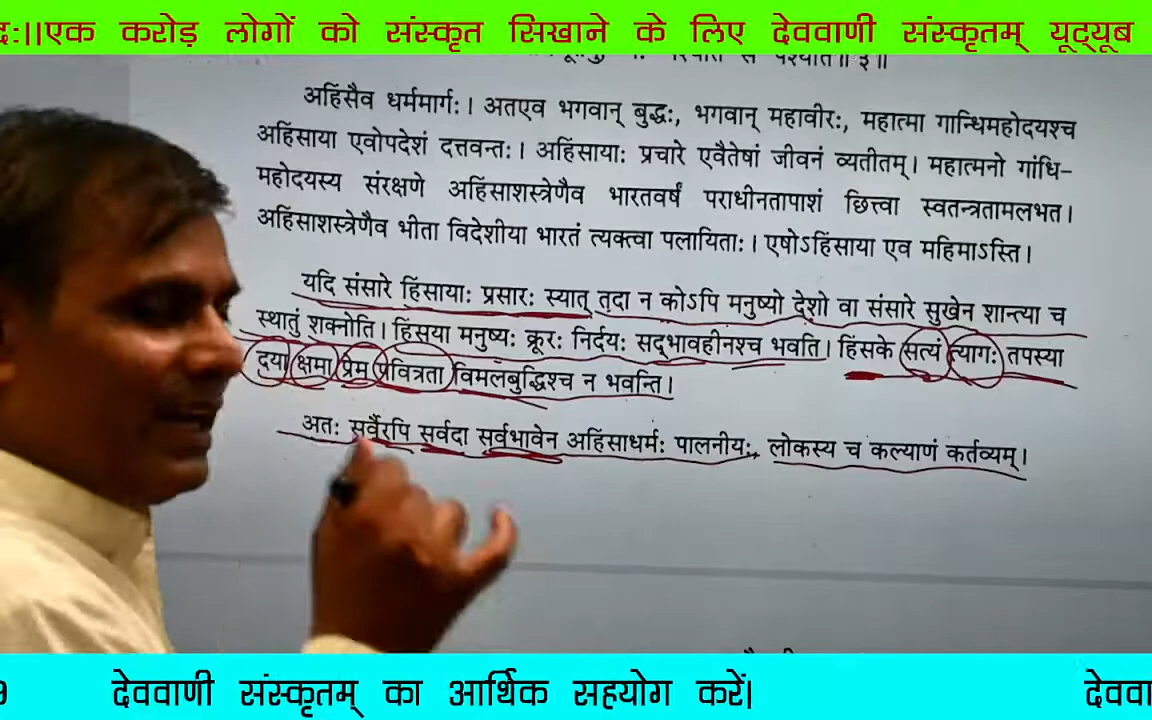 दः।।एक करोड़ लोगों को संस्कृत सिखाने के लिए देववाणी संस्कृतम् यूट्यूब
अहिंसैव धर्ममार्गः। अतएव भगवान् बुद्धः, भगवान् महावीरः, महात्मा गान्धिमहोदयश्च
अहिंसाया एवोपदेशं दत्तवन्तः। अहिंसायाः प्रचारे एवैतेषां जीवनं व्यतीतम्। महात्मनो गांधि-
महोदयस्य संरक्षणे अहिंसाशस्त्रेणैव भारतवर्षं पराधीनतापाशं छित्त्वा स्वतन्त्रतामलभत।
अहिंसाशस्त्रेणैव भीता विदेशीया भारतं त्यक्त्वा पलायिताः। एषोऽहिंसाया एव महिमाऽस्ति।
यदि संसारे हिंसायाः प्रसारः स्यात् तदा न कोऽपि मनुष्यो देशो वा संसारे सुखेन शान्त्या च
स्थातुं शक्नोति। हिंसया मनुष्यः क्रूरः निर्दयः सद्भावहीनश्च भवति। हिंसके सत्यं त्यागः तपस्या
दया क्षमा प्रेम प्रवित्रता विमलबुद्धिश्च न भवन्ति।
अतः सर्वैरपि सर्वदा सर्वभावेन अहिंसाधर्मः पालनीयः, लोकस्य च कल्याणं कर्तव्यम्।
9 देववाणी संस्कृतम् का आर्थिक सहयोग करें। देववा